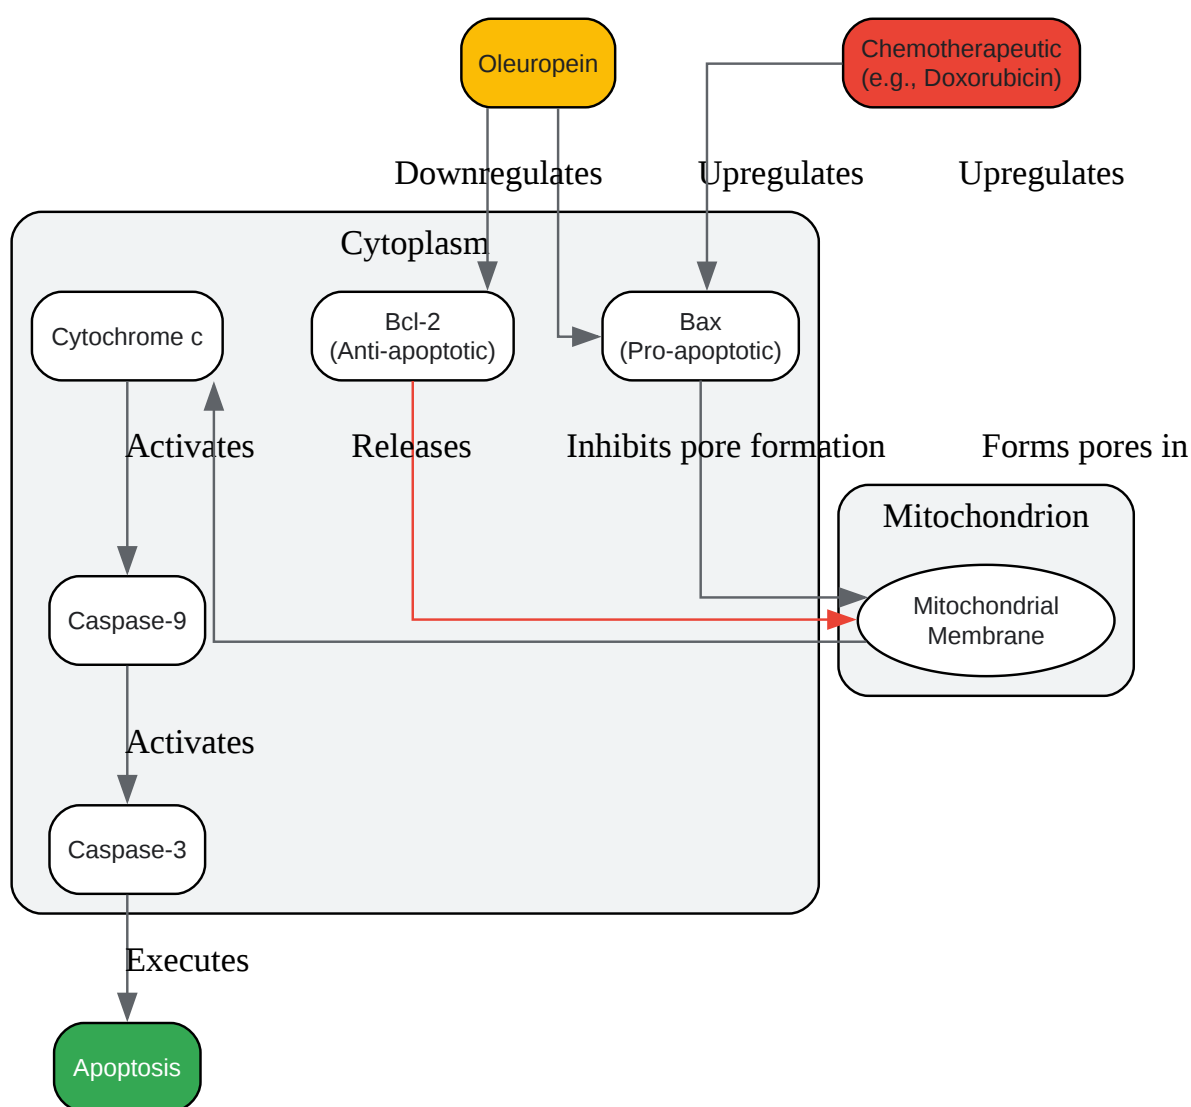 Oleuropein
Chemotherapeutic
(e.g., Doxorubicin)
Downregulates
Upregulates
Upregulates
Cytoplasm
Cytochrome c
Bcl-2
(Anti-apoptotic)
Bax
(Pro-apoptotic)
Activates
Releases
Inhibits pore formation
Forms pores in
Mitochondrion
Mitochondrial
Membrane
Caspase-9
Activates
Caspase-3
Executes
Apoptosis